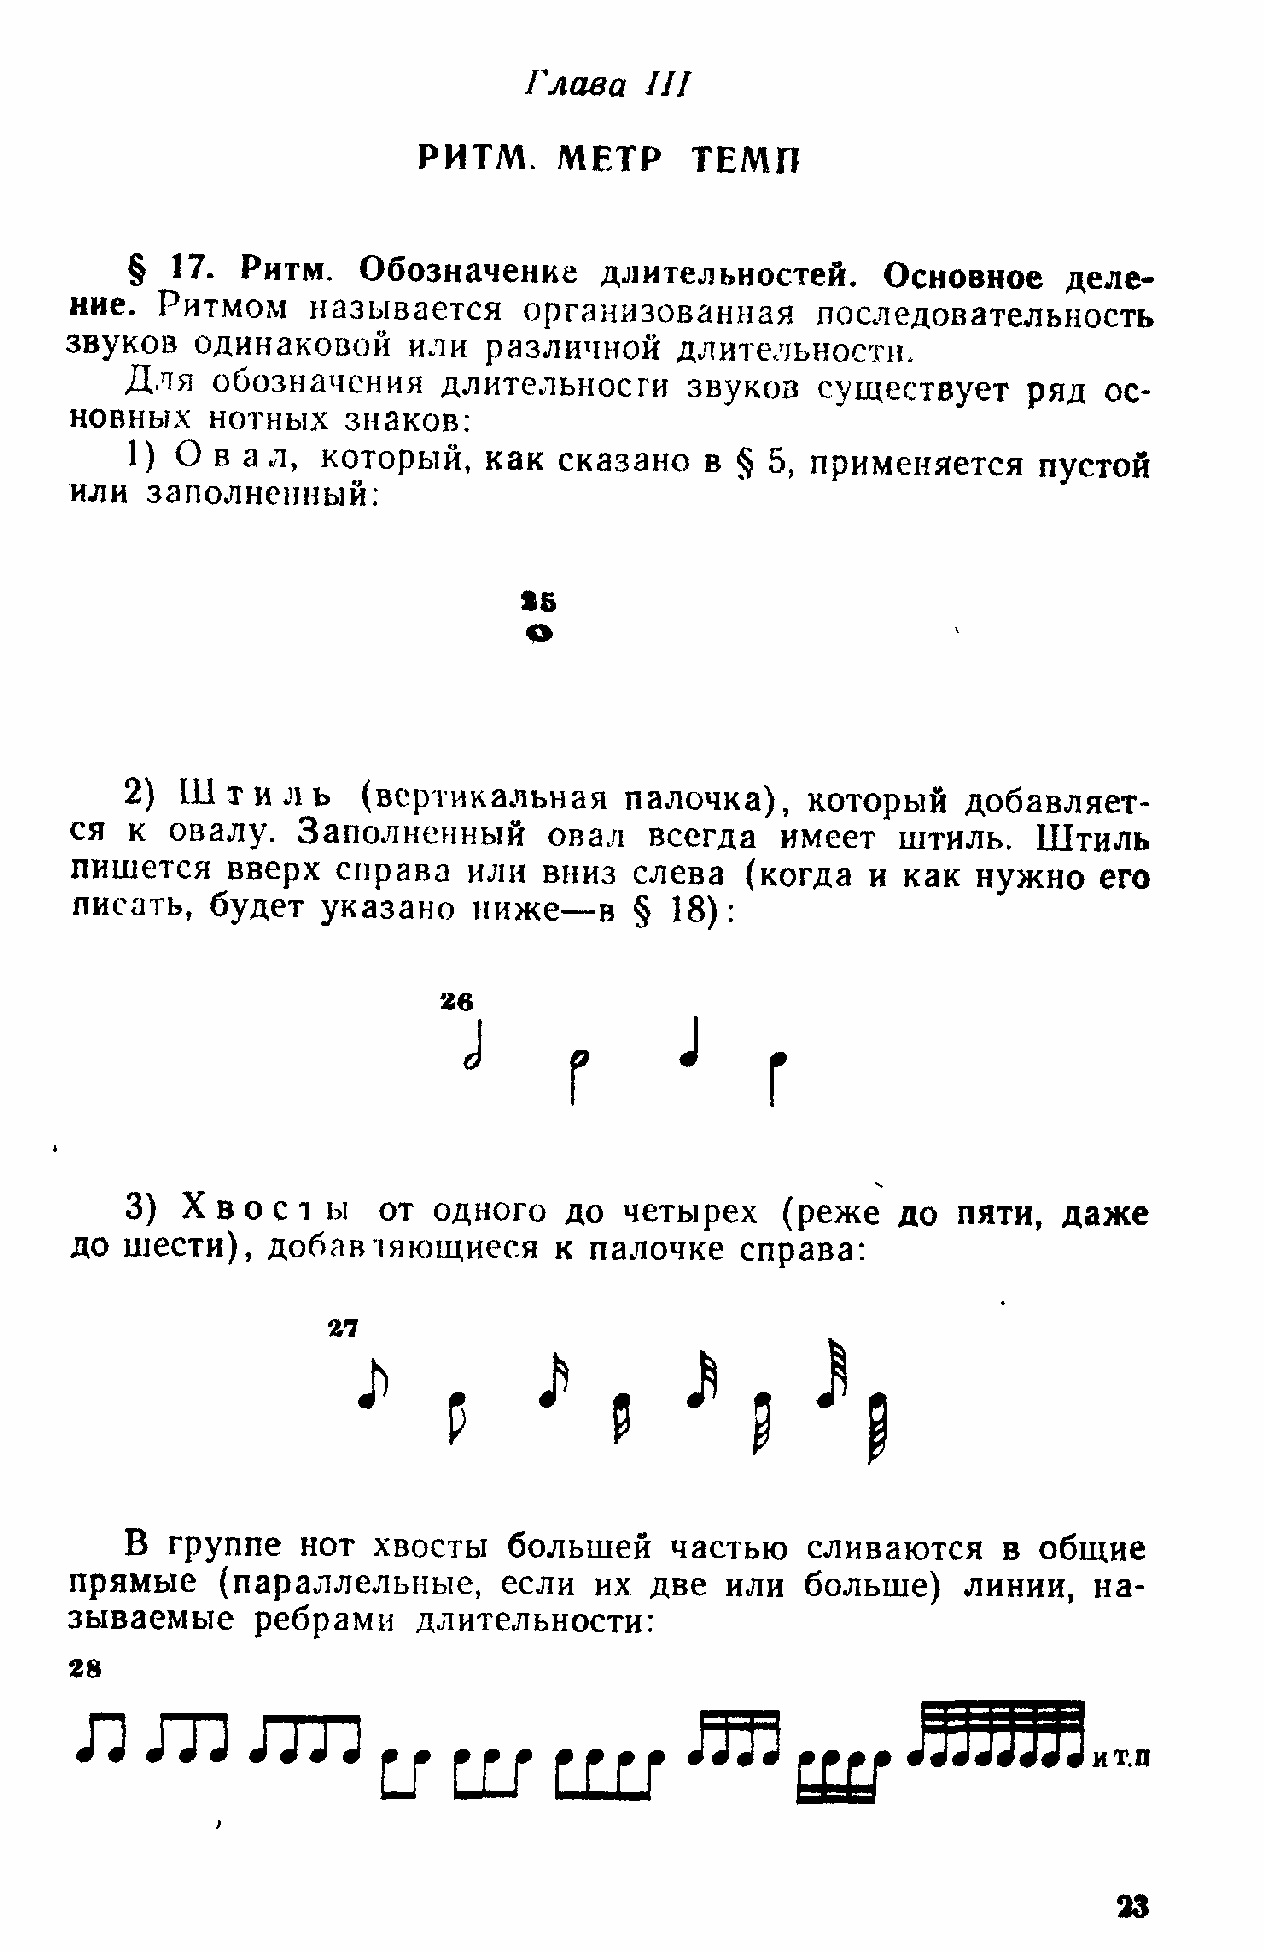 Глава III
РИТМ. МЕТР ТЕМП
§ 17. Ритм. Обозначение длительностей. Основное деле-
ние. Ритмом называется организованная последовательность
звуков одинаковой или различной длительности.
Для обозначения длительности звуков существует ряд ос-
новных нотных знаков:
1) Овал, который, как сказано в § 5, применяется пустой
или заполненный:
25
2) Штиль (вертикальная палочка), который добавляет-
ся к овалу. Заполненный овал всегда имеет штиль. Штиль
пишется вверх справа или вниз слева (когда и как нужно его
писать, будет указано ниже—в § 18):
26
3) Хвосты от одного до четырех (реже до пяти, даже
до шести), добавляющиеся к палочке справа:
27
В группе нот хвосты большей частью сливаются в общие
прямые (параллельные, если их две или больше) линии, на-
зываемые ребрами длительности:
28
и т.п
23